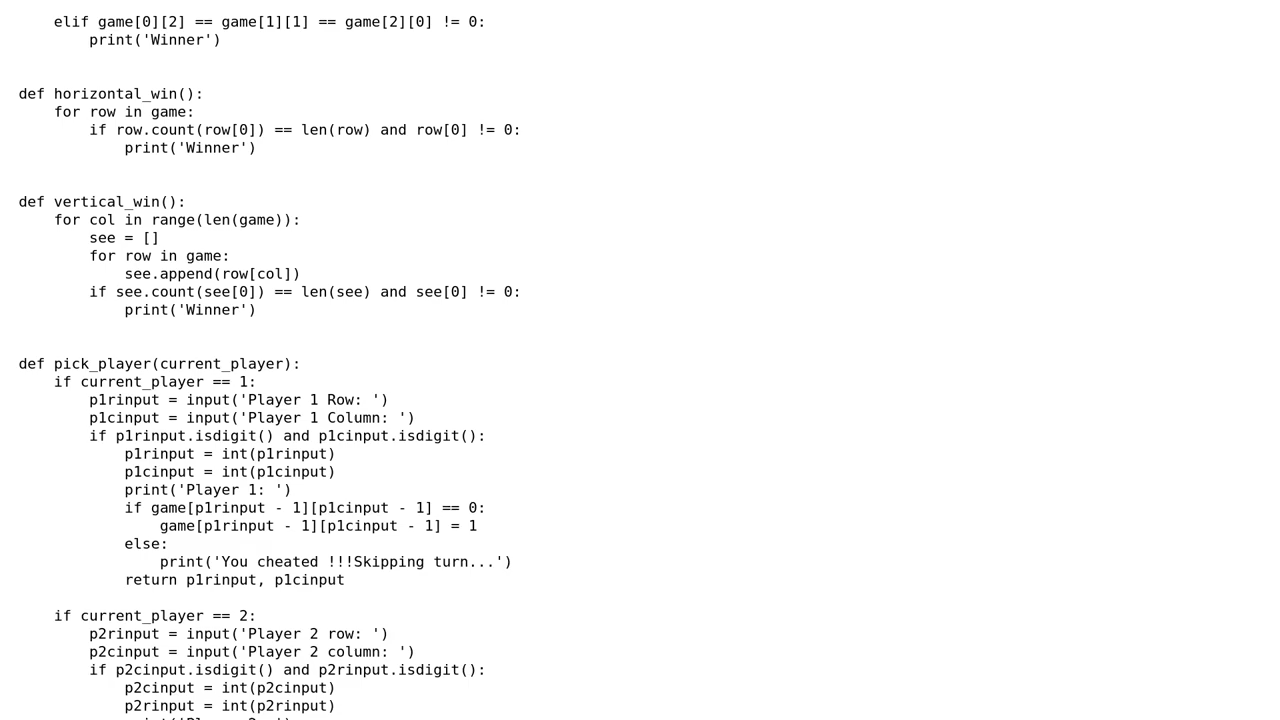 elif game[0][2] == game[1][1] == game[2][0] != 0:
        print('Winner')


def horizontal_win():
    for row in game:
        if row.count(row[0]) == len(row) and row[0] != 0:
            print('Winner')


def vertical_win():
    for col in range(len(game)):
        see = []
        for row in game:
            see.append(row[col])
        if see.count(see[0]) == len(see) and see[0] != 0:
            print('Winner')


def pick_player(current_player):
    if current_player == 1:
        p1rinput = input('Player 1 Row: ')
        p1cinput = input('Player 1 Column: ')
        if p1rinput.isdigit() and p1cinput.isdigit():
            p1rinput = int(p1rinput)
            p1cinput = int(p1cinput)
            print('Player 1: ')
            if game[p1rinput - 1][p1cinput - 1] == 0:
                game[p1rinput - 1][p1cinput - 1] = 1
            else:
                print('You cheated !!!Skipping turn...')
            return p1rinput, p1cinput

    if current_player == 2:
        p2rinput = input('Player 2 row: ')
        p2cinput = input('Player 2 column: ')
        if p2cinput.isdigit() and p2rinput.isdigit():
            p2cinput = int(p2cinput)
            p2rinput = int(p2rinput)